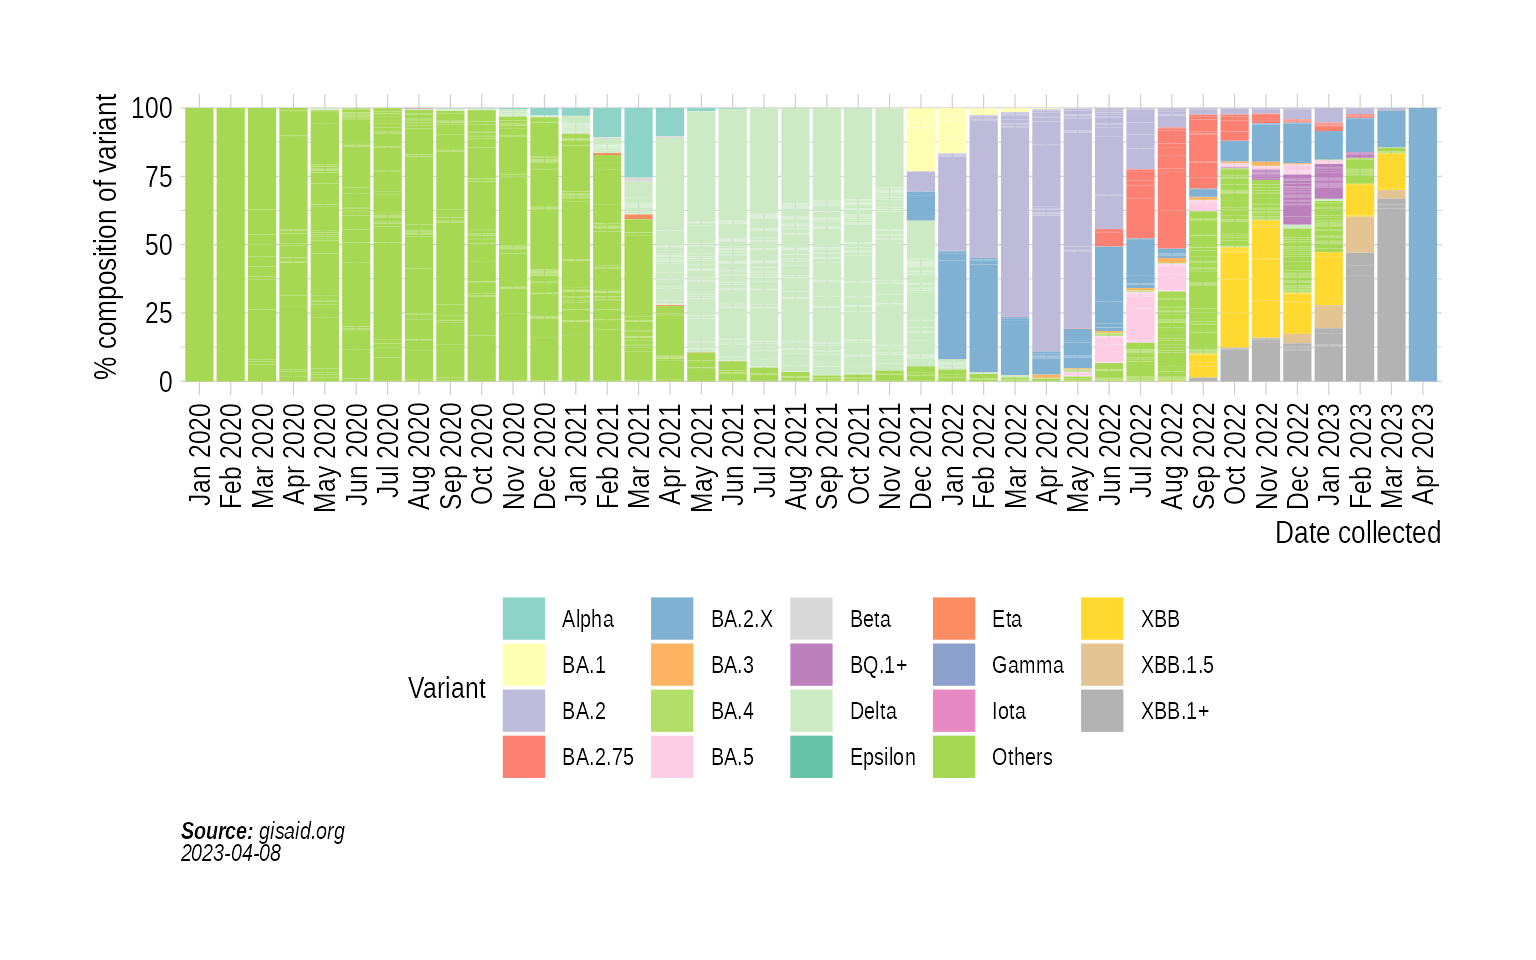 % composition of variant
100
75
50
25
0
Jan 2020
Feb 2020
Mar 2020
Apr 2020
May 2020
Jun 2020
Jul 2020
Aug 2020
Sep 2020
Oct 2020
Nov 2020
Dec 2020
Jan 2021
Feb 2021
Mar 2021
Apr 2021
May 2021
Jun 2021
Jul 2021
Aug 2021
Sep 2021
Oct 2021
Nov 2021
Dec 2021
Jan 2022
Feb 2022
Mar 2022
Apr 2022
May 2022
Jun 2022
Jul 2022
Aug 2022
Sep 2022
Oct 2022
Nov 2022
Dec 2022
Jan 2023
Feb 2023
Mar 2023
Apr 2023
Date collected
Variant
Alpha
BA.1
BA.2
BA.2.75
BA.2.X
BA.3
BA.4
BA.5
Beta
BQ.1+
Delta
Epsilon
Eta
Gamma
Iota
Others
XBB
XBB.1.5
XBB.1+
Source: gisaid.org
2023-04-08